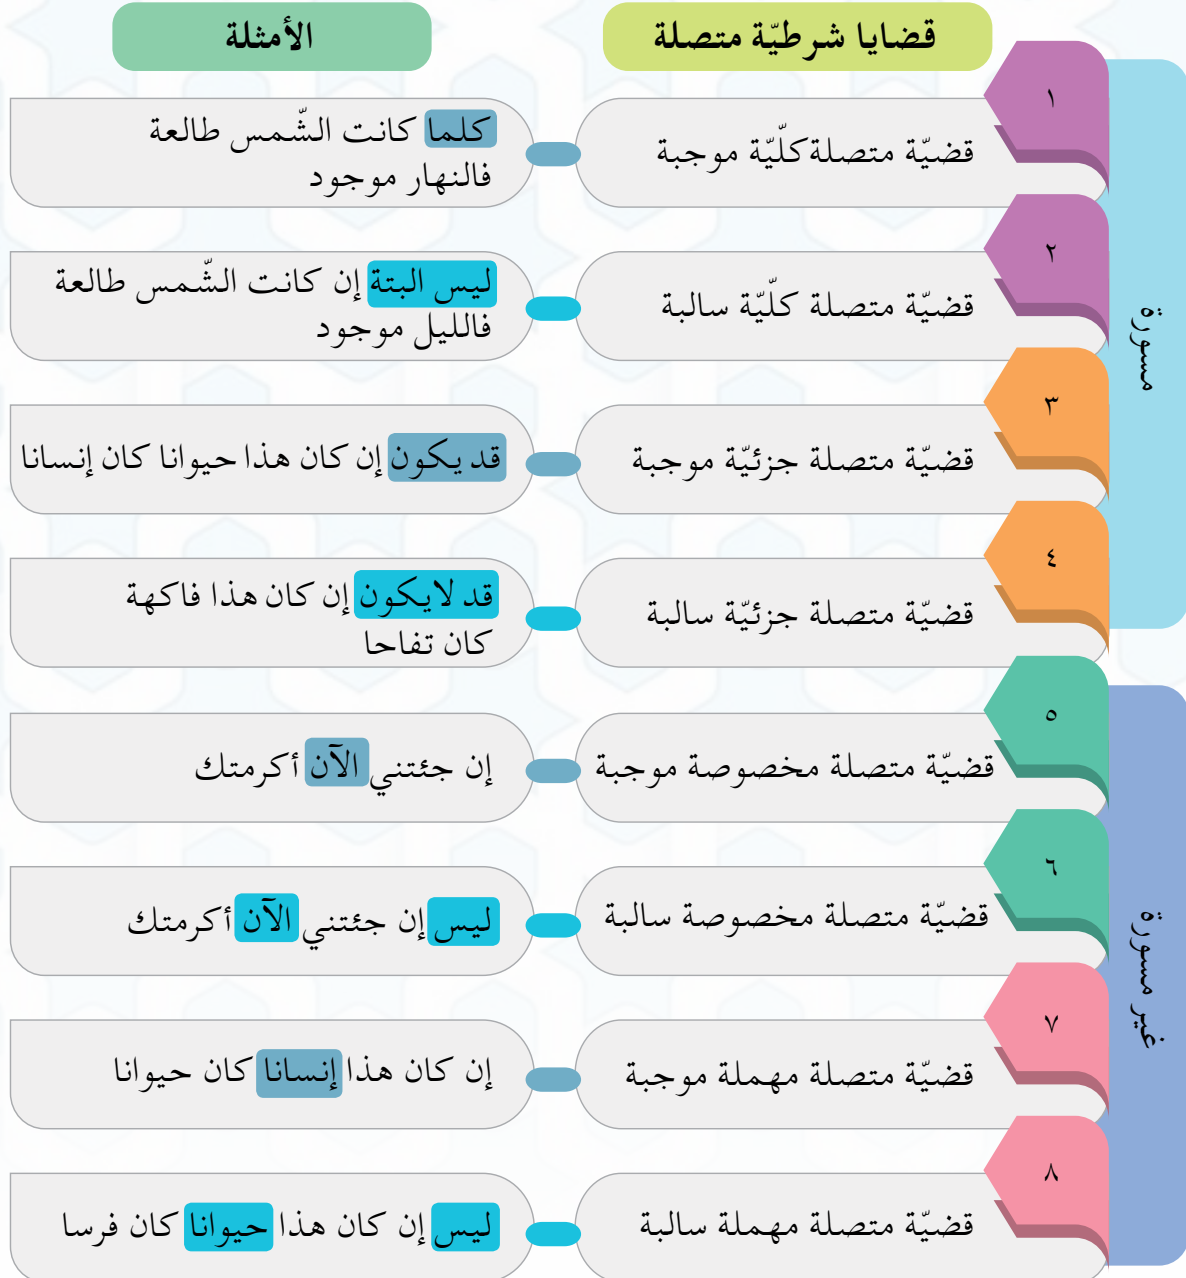 قضايا شرطيّة متصلة
الأمثلة
مسورة
١
قضيّة متصلة كلّيّة موجبة
كلما كانت الشّمس طالعة
فالنهار موجود
٢
قضيّة متصلة كلّيّة سالبة
ليس البتة إن كانت الشّمس طالعة
فالليل موجود
٣
قضيّة متصلة جزئيّة موجبة
قد يكون إن كان هذا حيوانا كان إنسانا
٤
قضيّة متصلة جزئيّة سالبة
قد لايكون إن كان هذا فاكهة
كان تفاحا
غير مسورة
٥
قضيّة متصلة مخصوصة موجبة
إن جئتني الآن أكرمتك
٦
قضيّة متصلة مخصوصة سالبة
ليس إن جئتني الآن أكرمتك
٧
قضيّة متصلة مهملة موجبة
إن كان هذا إنسانا كان حيوانا
٨
قضيّة متصلة مهملة سالبة
ليس إن كان هذا حيوانا كان فرسا